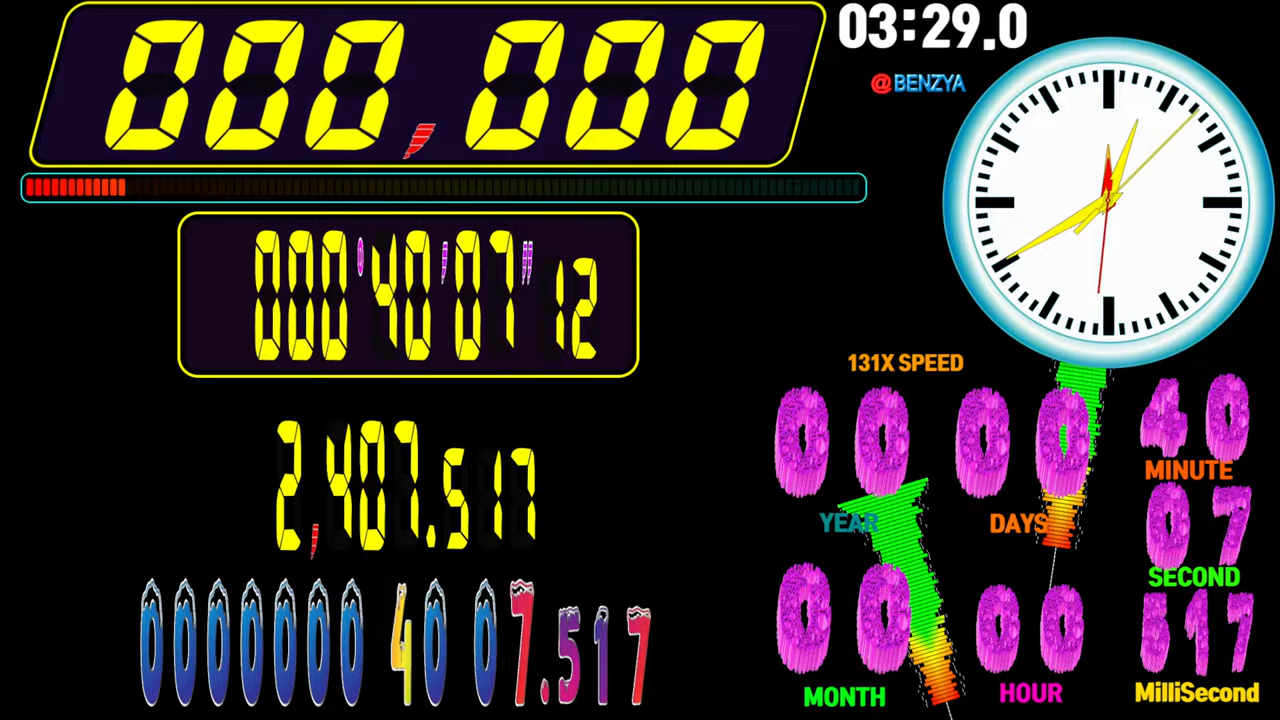 000,000
03:29.0
@BENZYA
000°40'07"12
131X SPEED
2,407.517
0000000 40 07.517
00 YEAR
00 DAYS
40 MINUTE
07 SECOND
00 MONTH
00 HOUR
517 MilliSecond